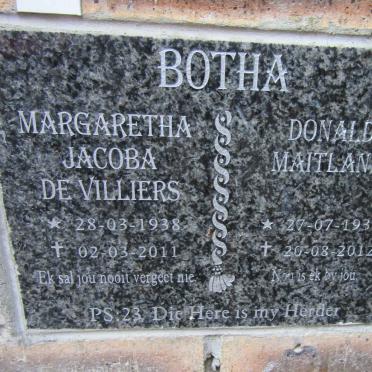 BOTHA
MARGARETHA
JACOBA
DE VILLIERS
★ 28-03-1938
✝ 02-03-2011
Ek sal jou nooit vergeet nie.
DONALD
MAITLAN
★ 27-07-193
✝ 20-08-2012
Nou is ek by jou.
PS.23 Die Here is my Herder